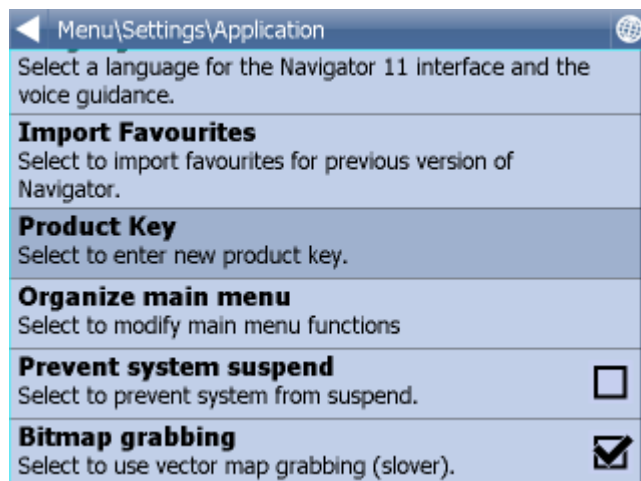 Menu\Settings\Application
Select a language for the Navigator 11 interface and the
voice guidance.
Import Favourites
Select to import favourites for previous version of
Navigator.
Product Key
Select to enter new product key.
Organize main menu
Select to modify main menu functions
Prevent system suspend
Select to prevent system from suspend.
Bitmap grabbing
Select to use vector map grabbing (slover).